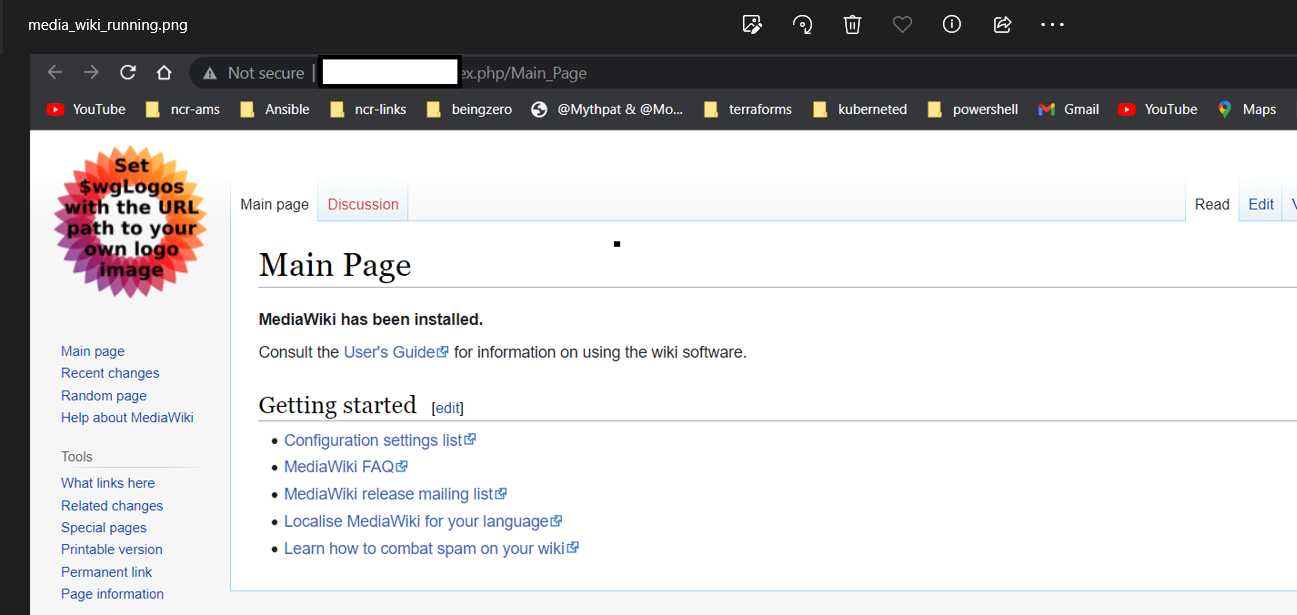 media_wiki_running.png
Not secure | ex.php/Main_Page
YouTube ncr-ams Ansible ncr-links beingzero @Mythpat & @Mo... terraforms kuberneted powershell Gmail YouTube Maps
Set
$wgLogos
with the URL
path to your
own logo
image
Main page Discussion Read Edit
Main Page
MediaWiki has been installed.
Consult the User's Guide for information on using the wiki software.
Getting started [edit]
Configuration settings list
MediaWiki FAQ
MediaWiki release mailing list
Localise MediaWiki for your language
Learn how to combat spam on your wiki
Main page
Recent changes
Random page
Help about MediaWiki
Tools
What links here
Related changes
Special pages
Printable version
Permanent link
Page information